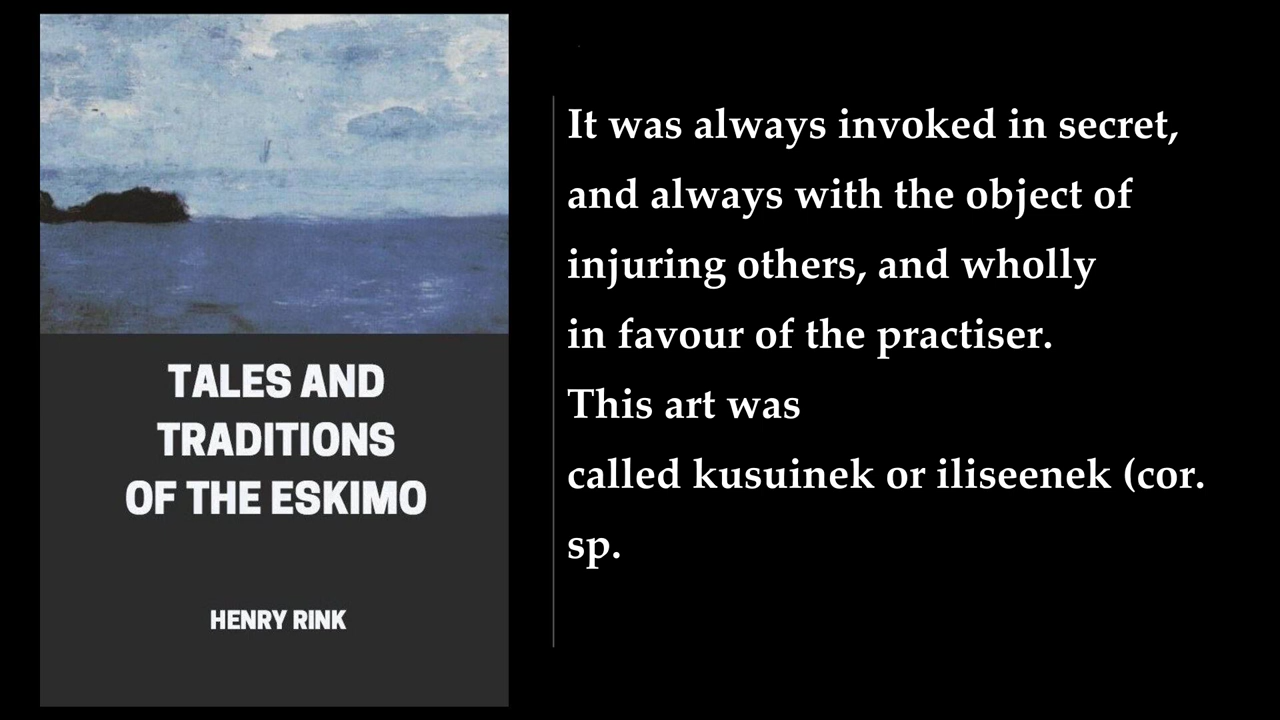 TALES AND
TRADITIONS
OF THE ESKIMO
HENRY RINK
It was always invoked in secret,
and always with the object of
injuring others, and wholly
in favour of the practiser.
This art was
called kusuinek or iliseenek (cor.
sp.